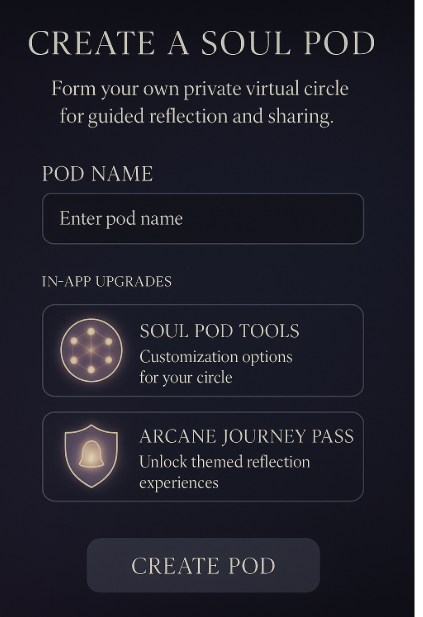 CREATE A SOUL POD
Form your own private virtual circle
for guided reflection and sharing.
POD NAME
Enter pod name
IN-APP UPGRADES
SOUL POD TOOLS
Customization options
for your circle
ARCANE JOURNEY PASS
Unlock themed reflection
experiences
CREATE POD